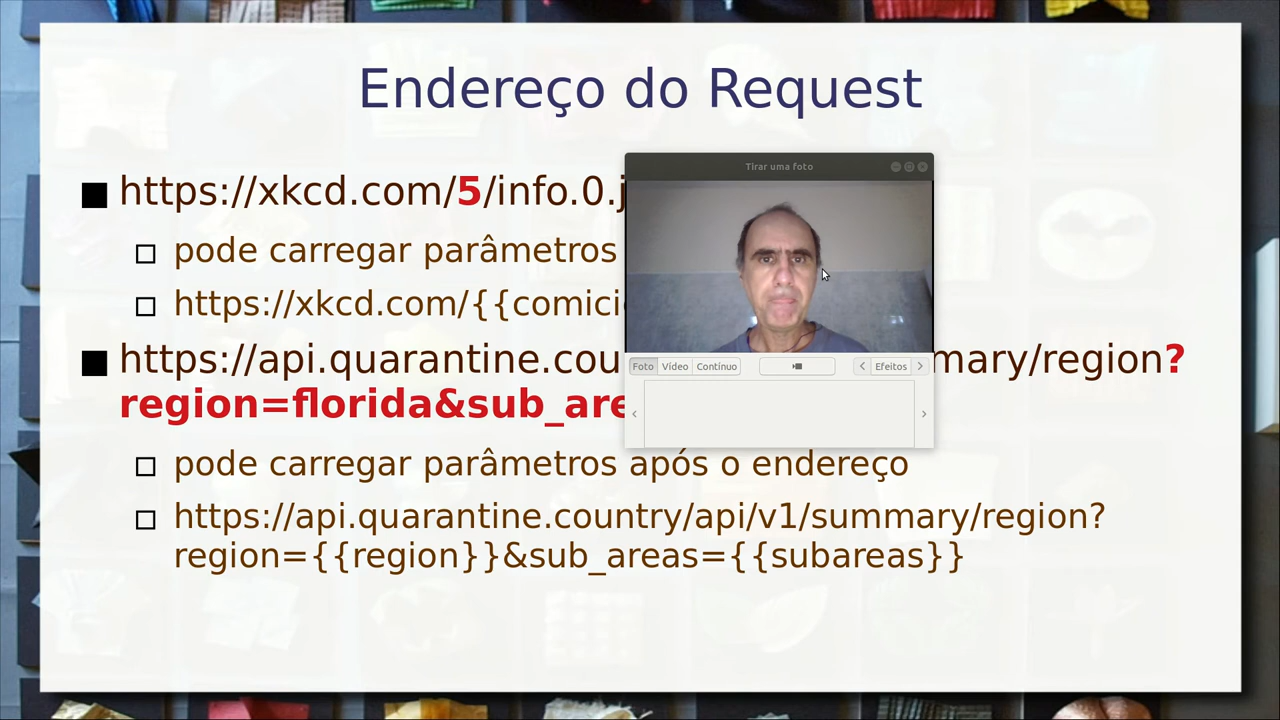 Endereço do Request
https://xkcd.com/5/info.0.j
pode carregar parâmetros
https://xkcd.com/{{comici
https://api.quarantine.cou mary/region?
region=florida&sub_are
pode carregar parâmetros após o endereço
https://api.quarantine.country/api/v1/summary/region?
region={{region}}&sub_areas={{subareas}}
Tirar uma foto
Foto Vídeo Contínuo Efeitos